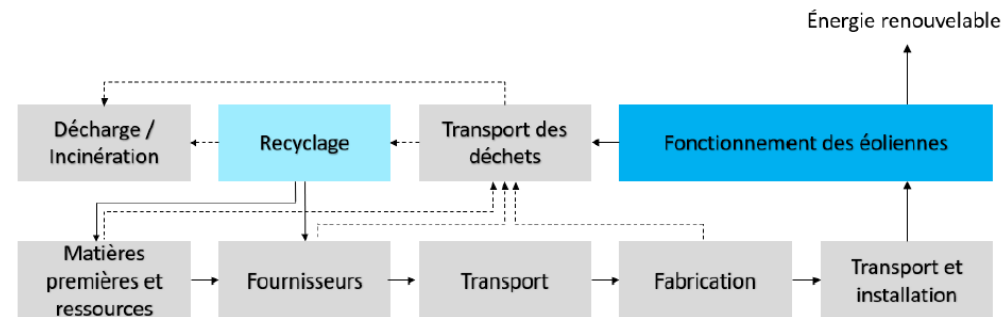 Énergie renouvelable
Décharge /
Incinération
Recyclage
Transport des
déchets
Fonctionnement des éoliennes
Matières
premières et
ressources
Fournisseurs
Transport
Fabrication
Transport et
installation